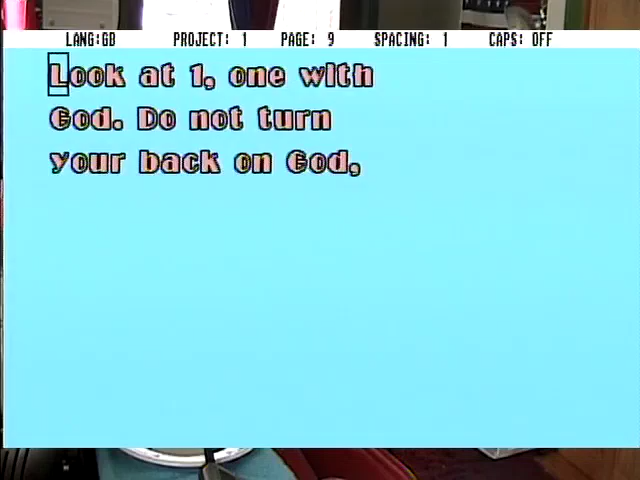 LANG:GB PROJECT: 1 PAGE: 9 SPACING: 1 CAPS: OFF
Look at 1, one with
God. Do not turn
your back on God,